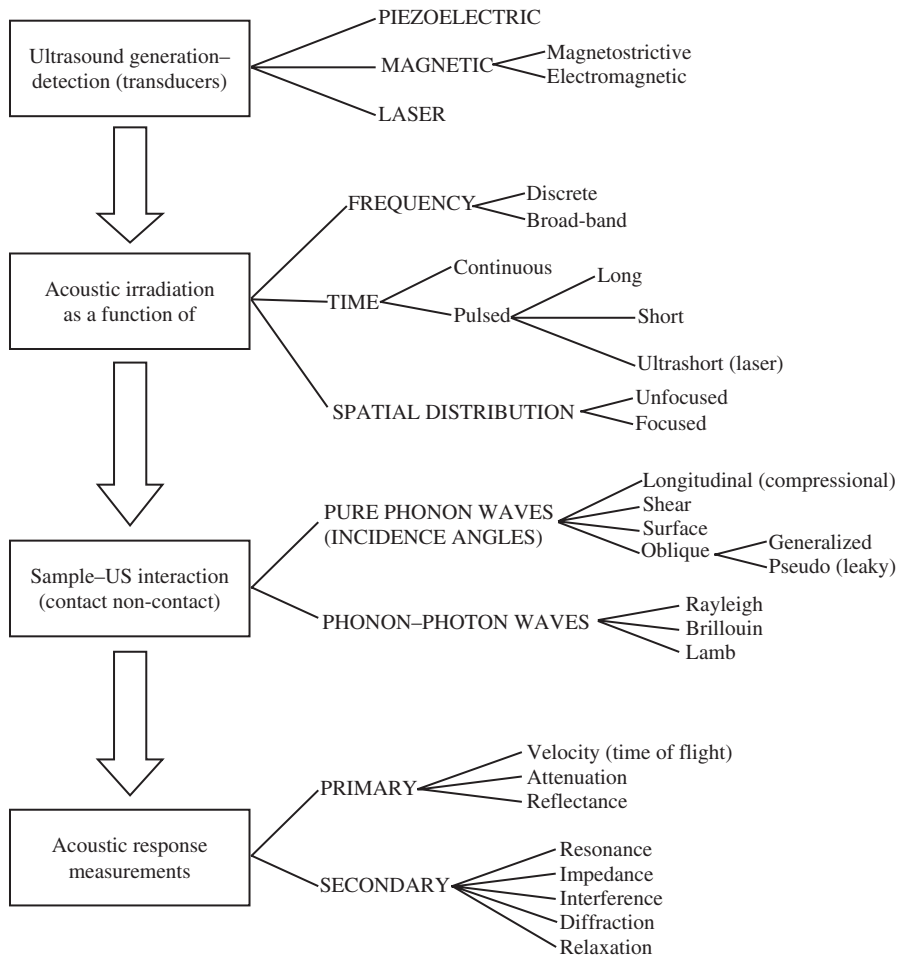 PIEZOELECTRIC
Ultrasound generation–
detection (transducers)
MAGNETIC
Magnetostrictive
Electromagnetic
LASER
Acoustic irradiation
as a function of
FREQUENCY
Discrete
Broad-band
TIME
Continuous
Pulsed
Long
Short
Ultrashort (laser)
SPATIAL DISTRIBUTION
Unfocused
Focused
Sample–US interaction
(contact non-contact)
PURE PHONON WAVES
(INCIDENCE ANGLES)
Longitudinal (compressional)
Shear
Surface
Oblique
Generalized
Pseudo (leaky)
PHONON–PHOTON WAVES
Rayleigh
Brillouin
Lamb
Acoustic response
measurements
PRIMARY
Velocity (time of flight)
Attenuation
Reflectance
SECONDARY
Resonance
Impedance
Interference
Diffraction
Relaxation